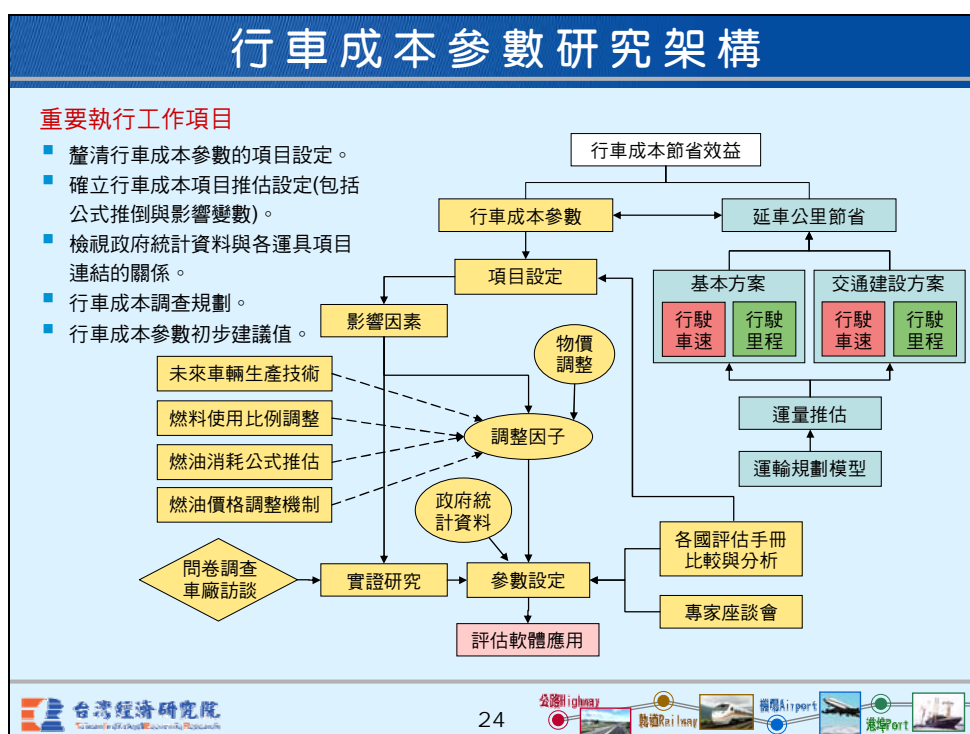 行車成本參數研究架構
重要執行工作項目
釐清行車成本參數的項目設定。
確立行車成本項目推估設定(包括
公式推倒與影響變數)。
檢視政府統計資料與各運具項目
連結的關係。
行車成本調查規劃。
行車成本參數初步建議值。
行車成本節省效益
行車成本參數
延車公里節省
項目設定
影響因素
基本方案
行駛
車速
行駛
里程
交通建設方案
行駛
車速
行駛
里程
物價
調整
未來車輛生產技術
燃料使用比例調整
燃油消耗公式推估
燃油價格調整機制
調整因子
運量推估
運輸規劃模型
政府統
計資料
各國評估手冊
比較與分析
問卷調查
車廠訪談
實證研究
參數設定
專家座談會
評估軟體應用
台灣經濟研究院
24
公路Highway
鐵道Railway
機場Airport
港埠Port